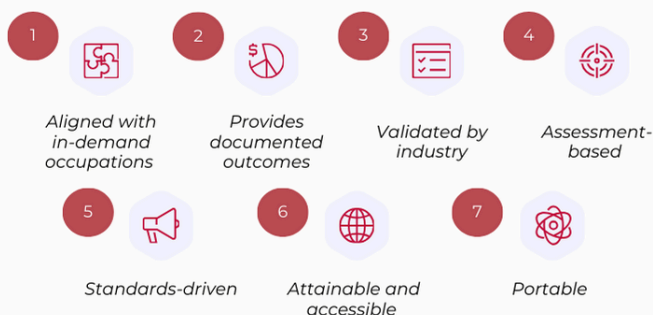 1
2
$
3
4
Aligned with
in-demand
occupations
Provides
documented
outcomes
Validated by
industry
Assessment-
based
5
6
7
Standards-driven
Attainable and
accessible
Portable